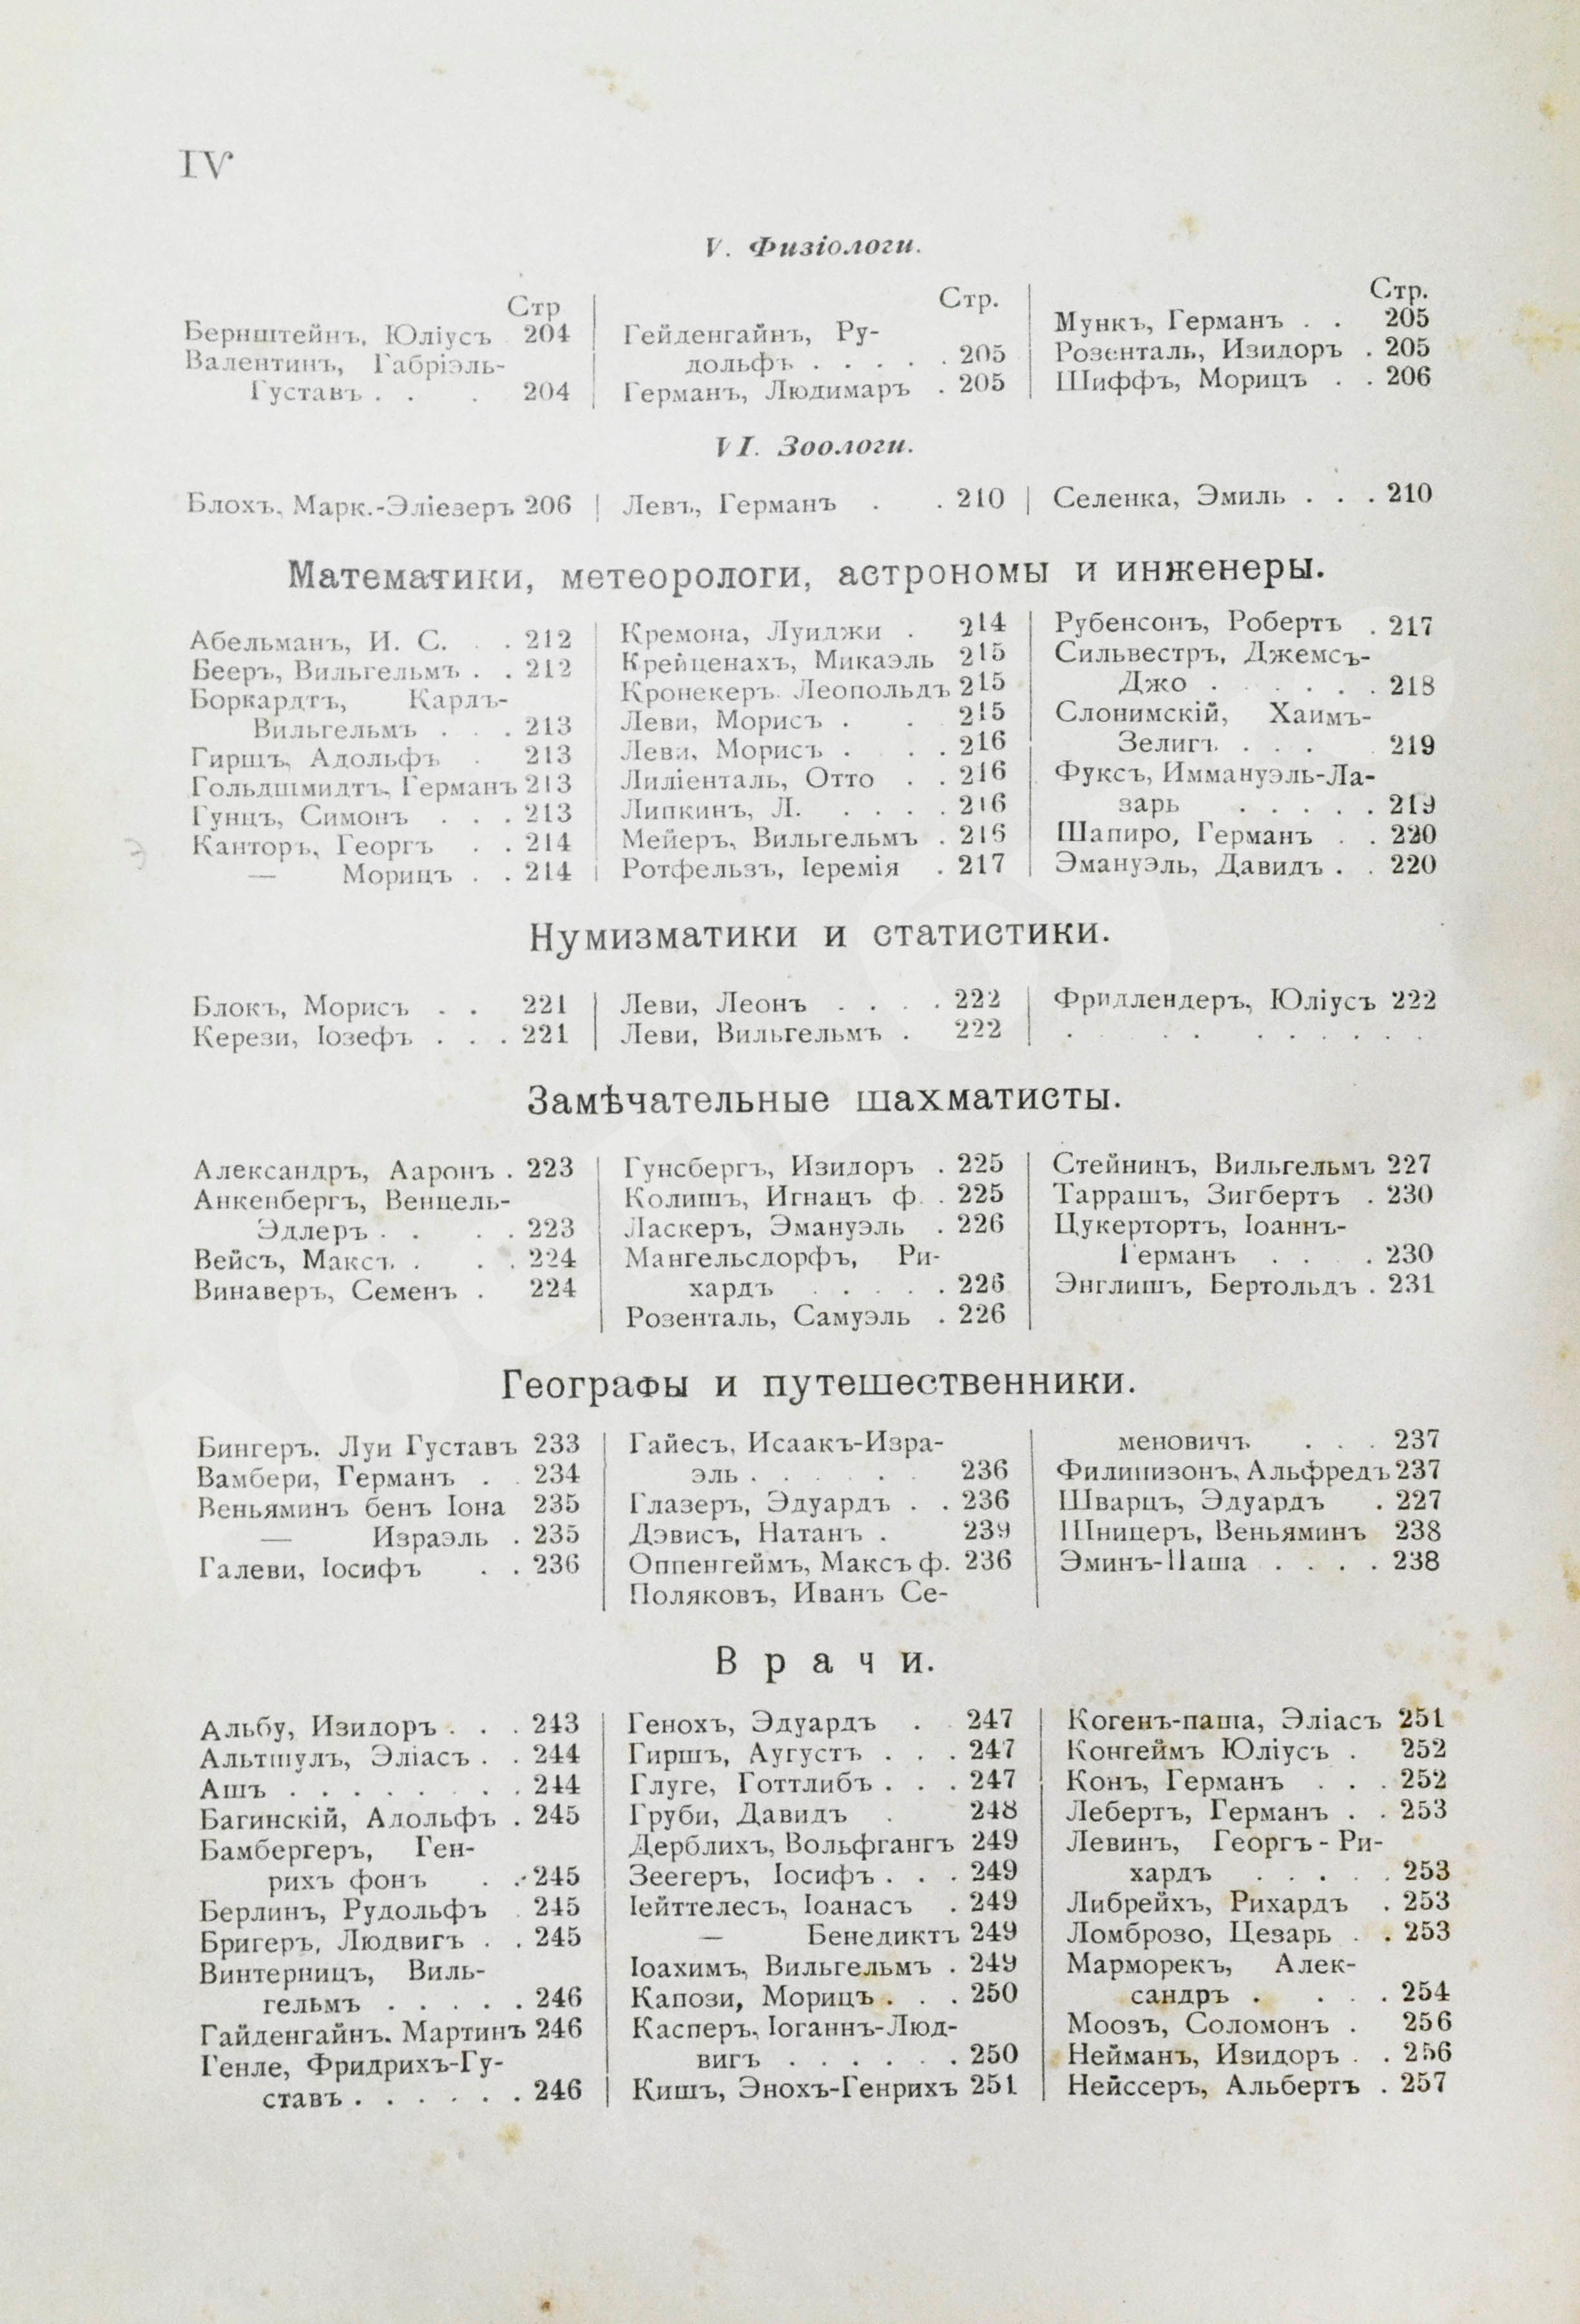 IV
V. Физіологи.
Стр
Бернштейнъ, Юліусъ 204
Валентинъ, Габріэль-
Густавъ . . . 204
Стр.
Гейденгайнъ, Ру-
дольфъ . . . . . 205
Германъ, Людимаръ . 205
Стр.
Мункъ, Германъ . . 205
Розенталь, Изидоръ . 205
Шиффъ, Морицъ . . 206
VI. Зоологи.
Блохъ, Марк.-Эліезеръ 206
Левъ, Германъ . . 210
Селенка, Эмиль . . . 210
Математики, метеорологи, астрономы и инженеры.
Абельманъ, И. С. . . 212
Бееръ, Вильгельмъ . . 212
Боркардтъ, Карлъ-
Вильгельмъ . . . 213
Гиршъ, Адольфъ . 213
Гольдшмидтъ, Германъ 213
Гунцъ, Симонъ . . . 213
Канторъ, Георгъ . . 214
— Морицъ . . 214
Кремона, Луиджи . 214
Крейценахъ, Микаэль 215
Кронекеръ. Леопольдъ 215
Леви, Морисъ . . 215
Леви, Морисъ . . . 216
Лиліенталь, Отто . . 216
Липкинъ, Л. . . . . 216
Мейеръ, Вильгельмъ . 216
Ротфельзъ, Іеремія . 217
Рубенсонъ, Робертъ . 217
Сильвестръ, Джемсъ-
Джо . . . . . . 218
Слонимскій, Хаимъ-
Зелигъ . . . . 219
Фуксъ, Иммануэль-Ла-
зарь . . . . . 219
Шапиро, Германъ . . 220
Эмануэль, Давидъ . . 220
Нумизматики и статистики.
Блокъ, Морисъ . . 221
Керези, Іозефъ . . . 221
Леви, Леонъ . . . . 222
Леви, Вильгельмъ . 222
Фридлендеръ, Юліусъ 222
. . . . . . . . .
Замѣчательные шахматисты.
Александръ, Ааронъ . 223
Анкенбергъ, Венцель-
Эдлеръ . . . . 223
Вейсъ, Максъ . . . 224
Винаверъ, Семенъ . 224
Гунсбергъ, Изидоръ . 225
Колишъ, Игнацъ ф. . 225
Ласкеръ, Эмануэль . 226
Мангельсдорфъ, Ри-
хардъ . . . . . 226
Розенталь, Самуэль . 226
Стейницъ, Вильгельмъ 227
Таррашъ, Зигбертъ . 230
Цукертортъ, Іоаннъ-
Германъ . . . 230
Энглишъ, Бертольдъ . 231
Географы и путешественники.
Бингеръ. Луи Густавъ 233
Вамбери, Германъ . . 234
Веньяминъ бенъ Іона 235
— Израэль . 235
Галеви, Іосифъ . . 236
Гайесъ, Исаакъ-Изра-
эль . . . . . 236
Глазеръ, Эдуардъ . . 236
Дэвисъ, Натанъ . 239
Оппенгеймъ, Максъ ф. 236
Поляковъ, Иванъ Се-
меновичъ . . . 237
Филипизонъ, Альфредъ 237
Шварцъ, Эдуардъ . 227
Шницеръ, Веньяминъ 238
Эминъ-Паша . . . . 238
Врачи.
Альбу, Изидоръ . . . 243
Альтшулъ, Эліасъ . . 244
Ашъ . . . . . . . . 244
Багинскій, Адольфъ . 245
Бамбергеръ, Ген-
рихъ фонъ . . 245
Берлинъ, Рудольфъ . 245
Бригеръ, Людвигъ . . 245
Винтерницъ, Виль-
гельмъ . . . . . 246
Гайденгайнъ. Мартинъ 246
Генле, Фридрихъ-Гу-
ставъ . . . . . . 246
Генохъ, Эдуардъ . . 247
Гиршъ, Августъ . . . 247
Глуге, Готтлибъ . . . 247
Груби, Давидъ . 248
Дерблихъ, Вольфгангъ 249
Зеегеръ, Іосифъ . . . 249
Іейттелесъ, Іоанасъ . 249
— Бенедиктъ 249
Іоахимъ, Вильгельмъ . 249
Капози, Морицъ . . . 250
Касперъ, Іоганнъ-Люд-
вигъ . . . . . . 250
Кишъ, Энохъ-Генрихъ 251
Когенъ-паша, Эліасъ 251
Конгеймъ Юліусъ . 252
Конъ, Германъ . . . 252
Лебертъ, Германъ . . 253
Левинъ, Георгъ-Ри-
хардъ . . . . . 253
Либрейхъ, Рихардъ . 253
Ломброзо, Цезарь . . 253
Марморекъ, Алек-
сандръ . . . . 254
Моозъ, Соломонъ . 256
Нейманъ, Изидоръ . . 256
Нейссеръ, Альбертъ . 257